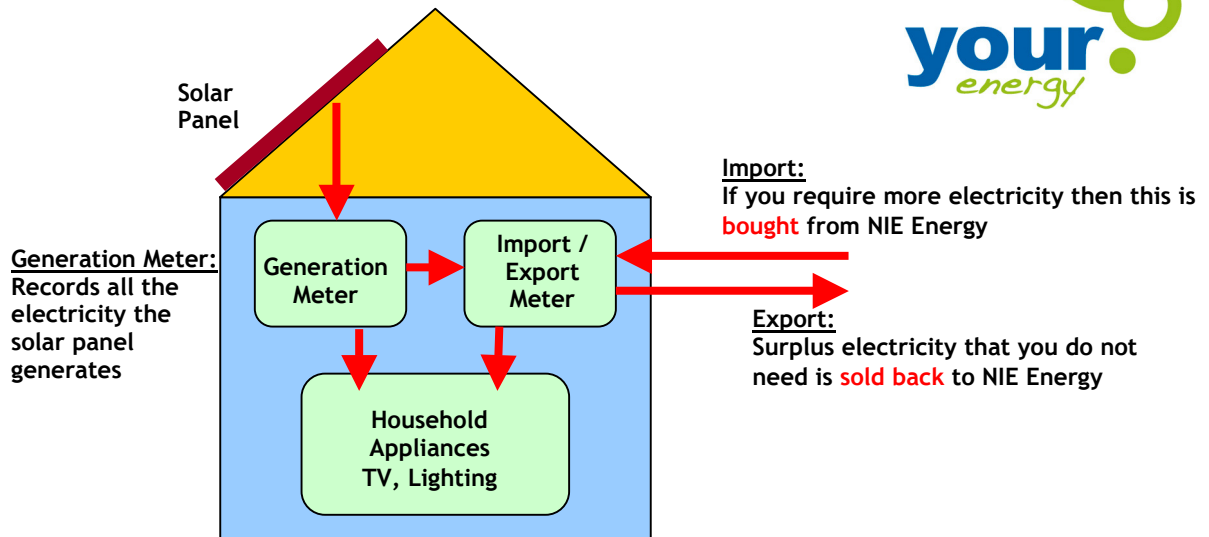 your
energy
Solar
Panel
Import:
If you require more electricity then this is
bought from NIE Energy
Generation Meter:
Records all the
electricity the
solar panel
generates
Generation
Meter
Import /
Export
Meter
Export:
Surplus electricity that you do not
need is sold back to NIE Energy
Household
Appliances
TV, Lighting